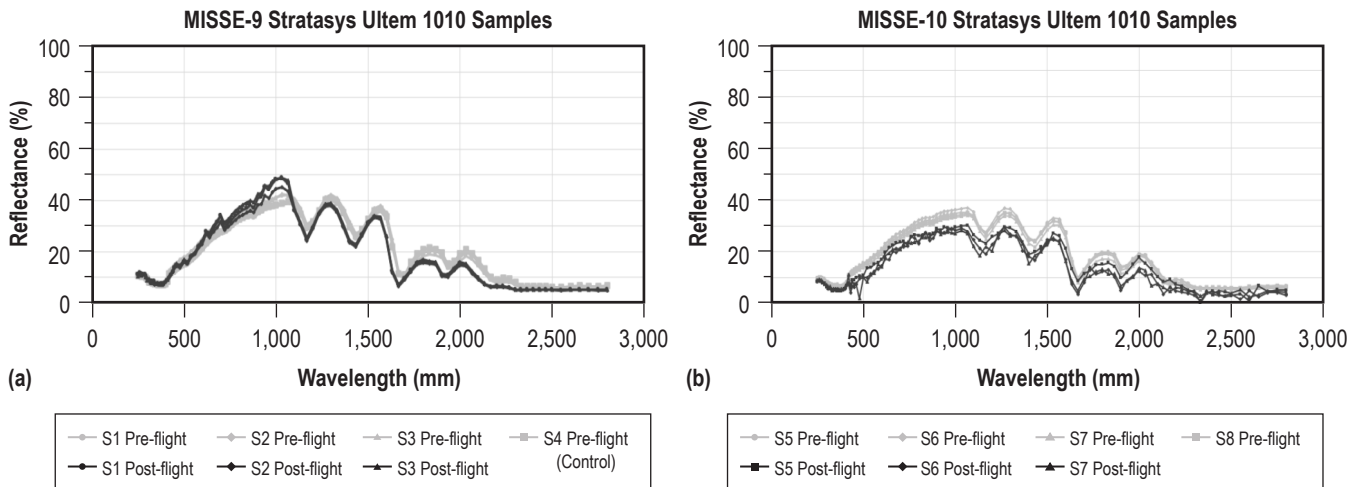 MISSE-9 Stratasys Ultem 1010 Samples
100
80
60
40
20
0
Reflectance (%)
0 500 1,000 1,500 2,000 2,500 3,000
Wavelength (mm)
(a)
S1 Pre-flight S2 Pre-flight S3 Pre-flight S4 Pre-flight
(Control)
S1 Post-flight S2 Post-flight S3 Post-flight
MISSE-10 Stratasys Ultem 1010 Samples
100
80
60
40
20
0
Reflectance (%)
0 500 1,000 1,500 2,000 2,500 3,000
Wavelength (mm)
(b)
S5 Pre-flight S6 Pre-flight S7 Pre-flight S8 Pre-flight
S5 Post-flight S6 Post-flight S7 Post-flight